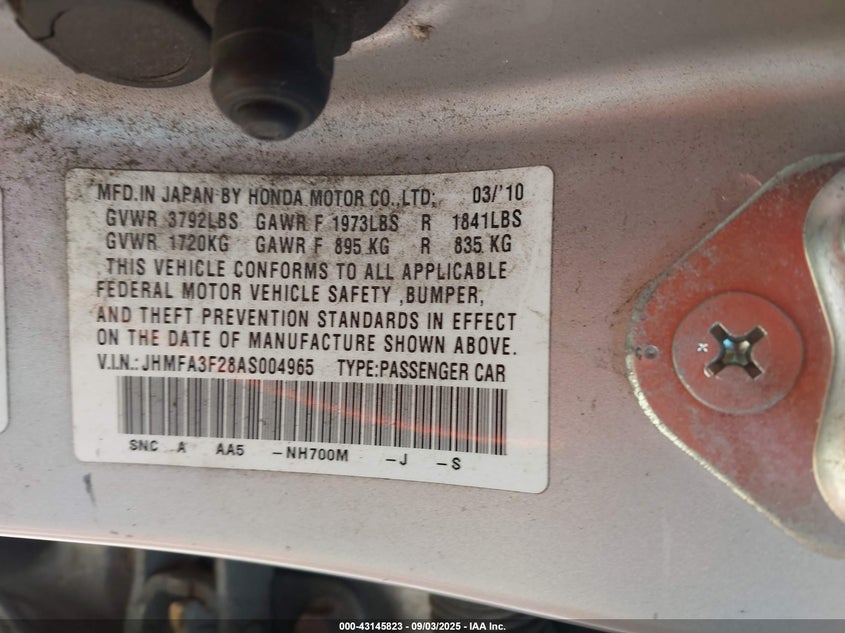 MFD.IN JAPAN BY HONDA MOTOR CO.,LTD; 03/'10
GVWR 3792LBS GAWR F 1973LBS R 1841LBS
GVWR 1720KG GAWR F 895 KG R 835 KG
THIS VEHICLE CONFORMS TO ALL APPLICABLE
FEDERAL MOTOR VEHICLE SAFETY ,BUMPER,
AND THEFT PREVENTION STANDARDS IN EFFECT
ON THE DATE OF MANUFACTURE SHOWN ABOVE.
V.I.N.: JHMFA3F28AS004965 TYPE:PASSENGER CAR
SNC A AA5 -NH700M -J -S
000-43145823 - 09/03/2025 - IAA Inc.